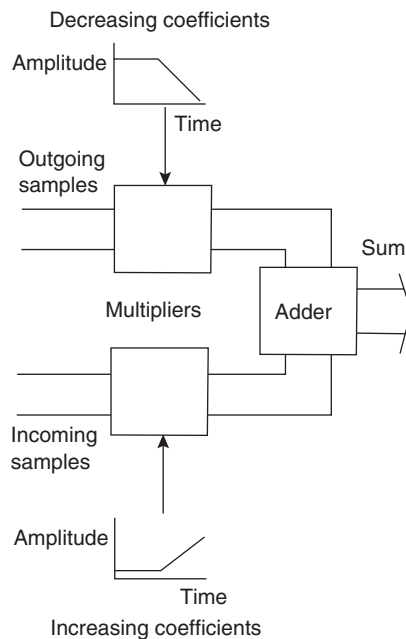 Decreasing coefficients
Amplitude
Time
Outgoing
samples
Sum
Multipliers
Adder
Incoming
samples
Amplitude
Time
Increasing coefficients